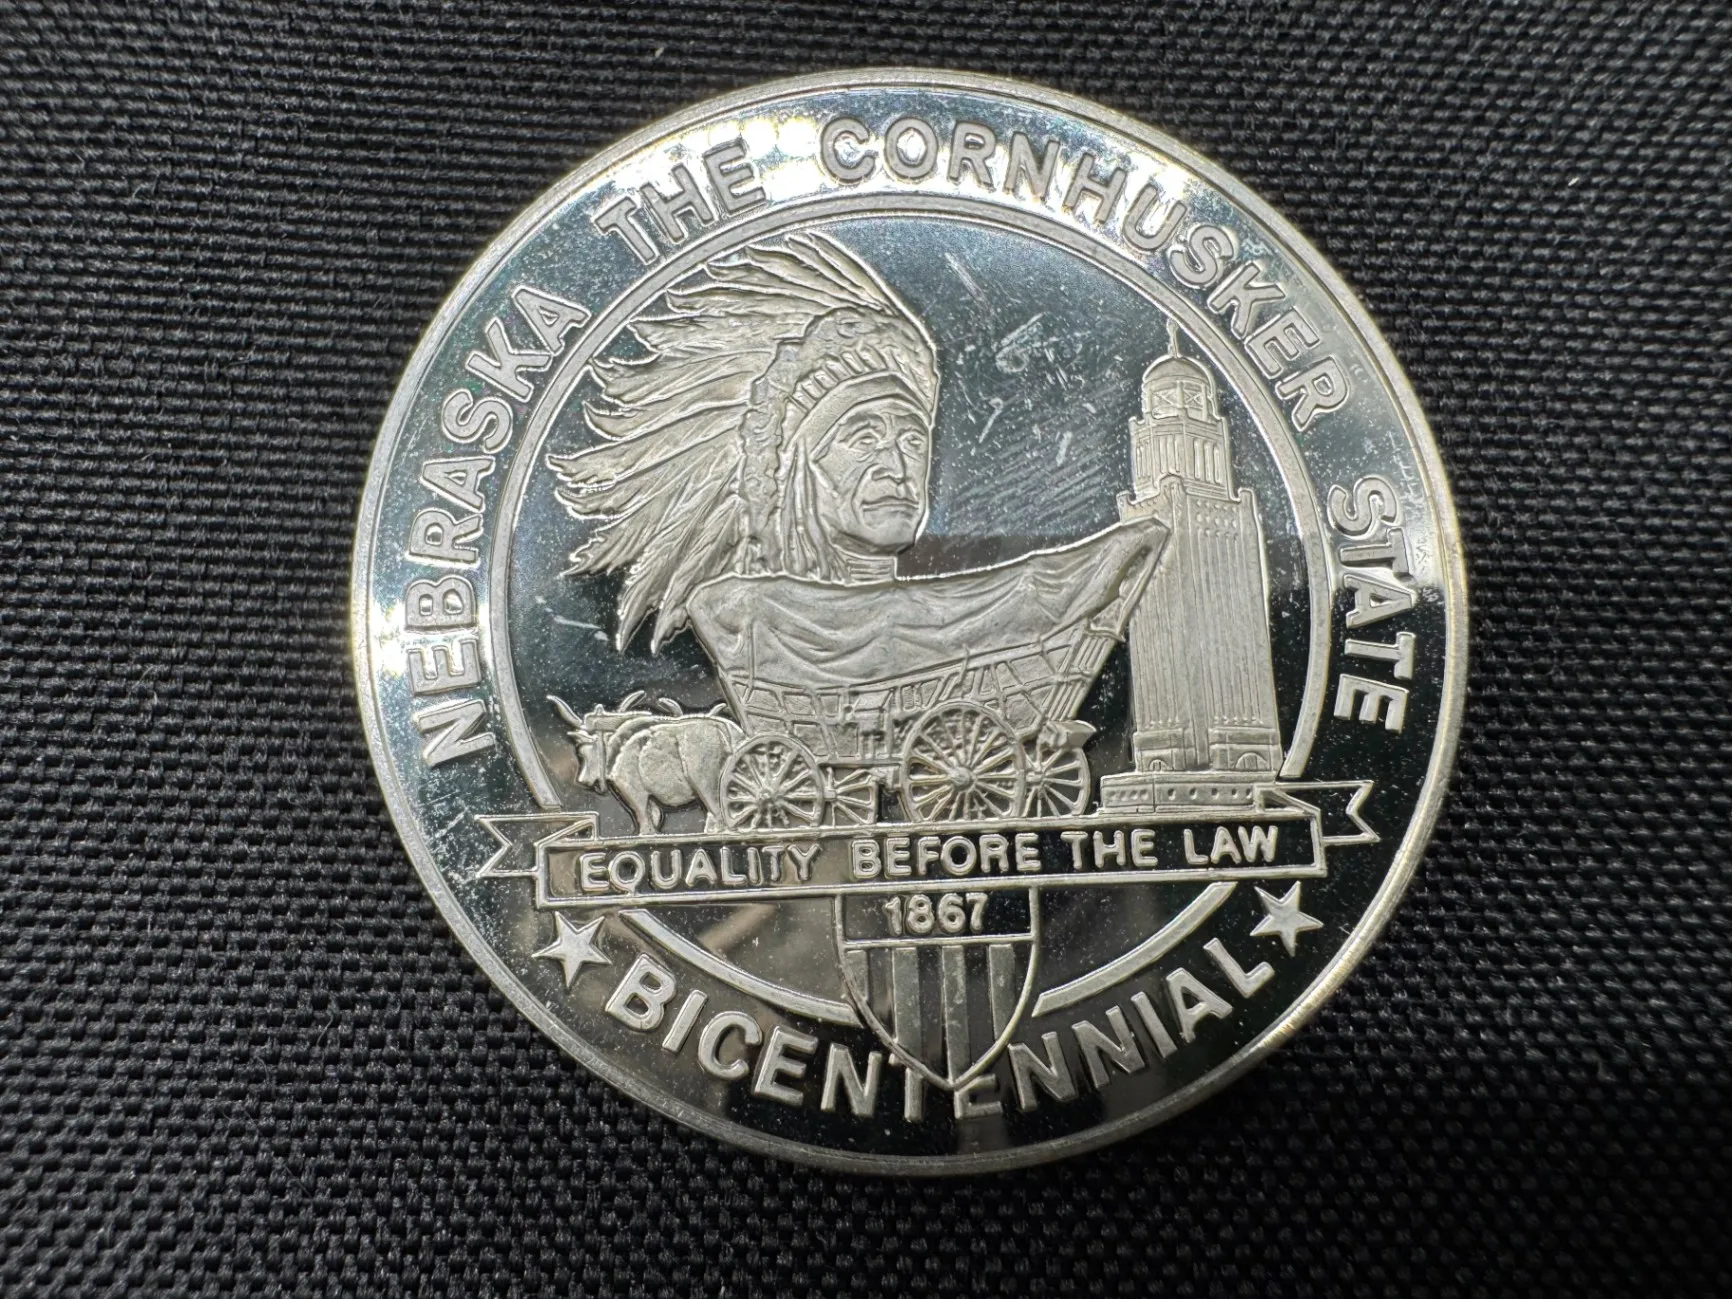 NEBRASKA THE CORNHUSKER STATE
EQUALITY BEFORE THE LAW
1867
BICENTENNIAL